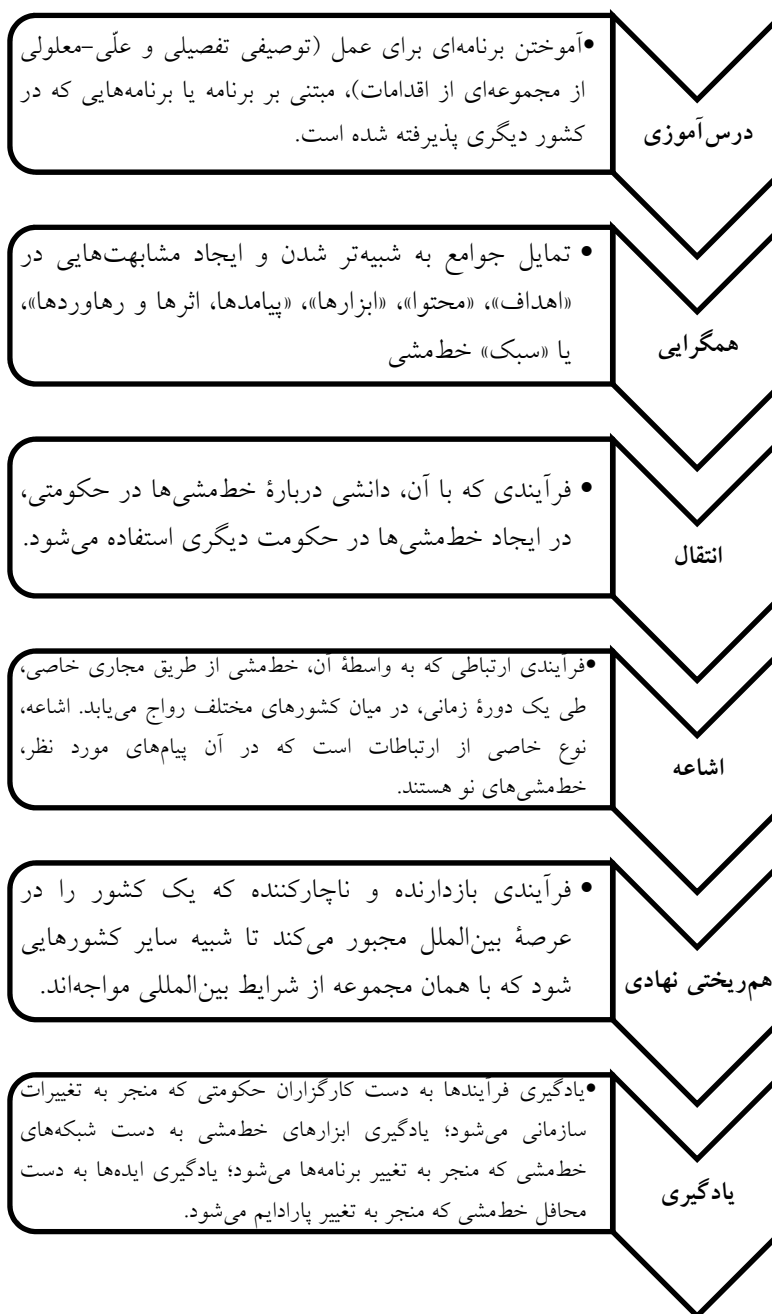 درس‌آموزی
•آموختن برنامه‌ای برای عمل (توصیفی تفصیلی و علّی–معلولی
از مجموعه‌ای از اقدامات)، مبتنی بر برنامه یا برنامه‌هایی که در
کشور دیگری پذیرفته شده است.
همگرایی
• تمایل جوامع به شبیه‌تر شدن و ایجاد مشابهت‌هایی در
«اهداف»، «محتوا»، «ابزارها»، «پیامدها، اثرها و رهاوردها»،
یا «سبک» خط‌مشی
انتقال
• فرآیندی که با آن، دانشی دربارهٔ خط‌مشی‌ها در حکومتی،
در ایجاد خط‌مشی‌ها در حکومت دیگری استفاده می‌شود.
اشاعه
•فرآیندی ارتباطی که به واسطهٔ آن، خط‌مشی از طریق مجاری خاصی،
طی یک دورهٔ زمانی، در میان کشورهای مختلف رواج می‌یابد. اشاعه،
نوع خاصی از ارتباطات است که در آن پیام‌های مورد نظر،
خط‌مشی‌های نو هستند.
هم‌ریختی نهادی
• فرآیندی بازدارنده و ناچارکننده که یک کشور را در
عرصهٔ بین‌الملل مجبور می‌کند تا شبیه سایر کشورهایی
شود که با همان مجموعه از شرایط بین‌المللی مواجه‌اند.
یادگیری
•یادگیری فرآیندها به دست کارگزاران حکومتی که منجر به تغییرات
سازمانی می‌شود؛ یادگیری ابزارهای خط‌مشی به دست شبکه‌های
خط‌مشی که منجر به تغییر برنامه‌ها می‌شود؛ یادگیری ایده‌ها به دست
محافل خط‌مشی که منجر به تغییر پارادایم می‌شود.